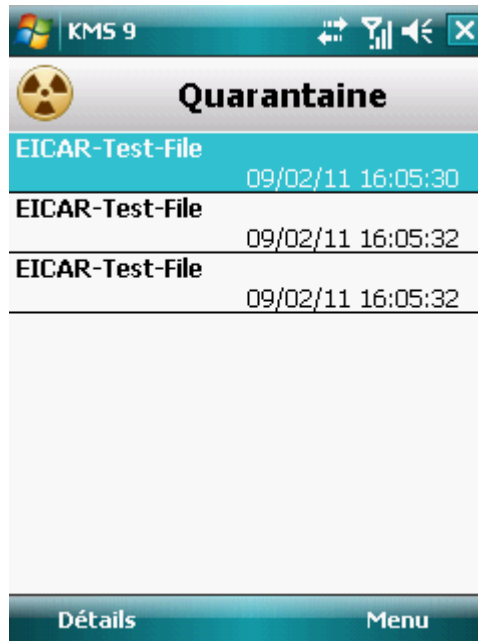 KMS 9
Quarantaine
EICAR-Test-File
09/02/11 16:05:30
EICAR-Test-File
09/02/11 16:05:32
EICAR-Test-File
09/02/11 16:05:32
Détails Menu